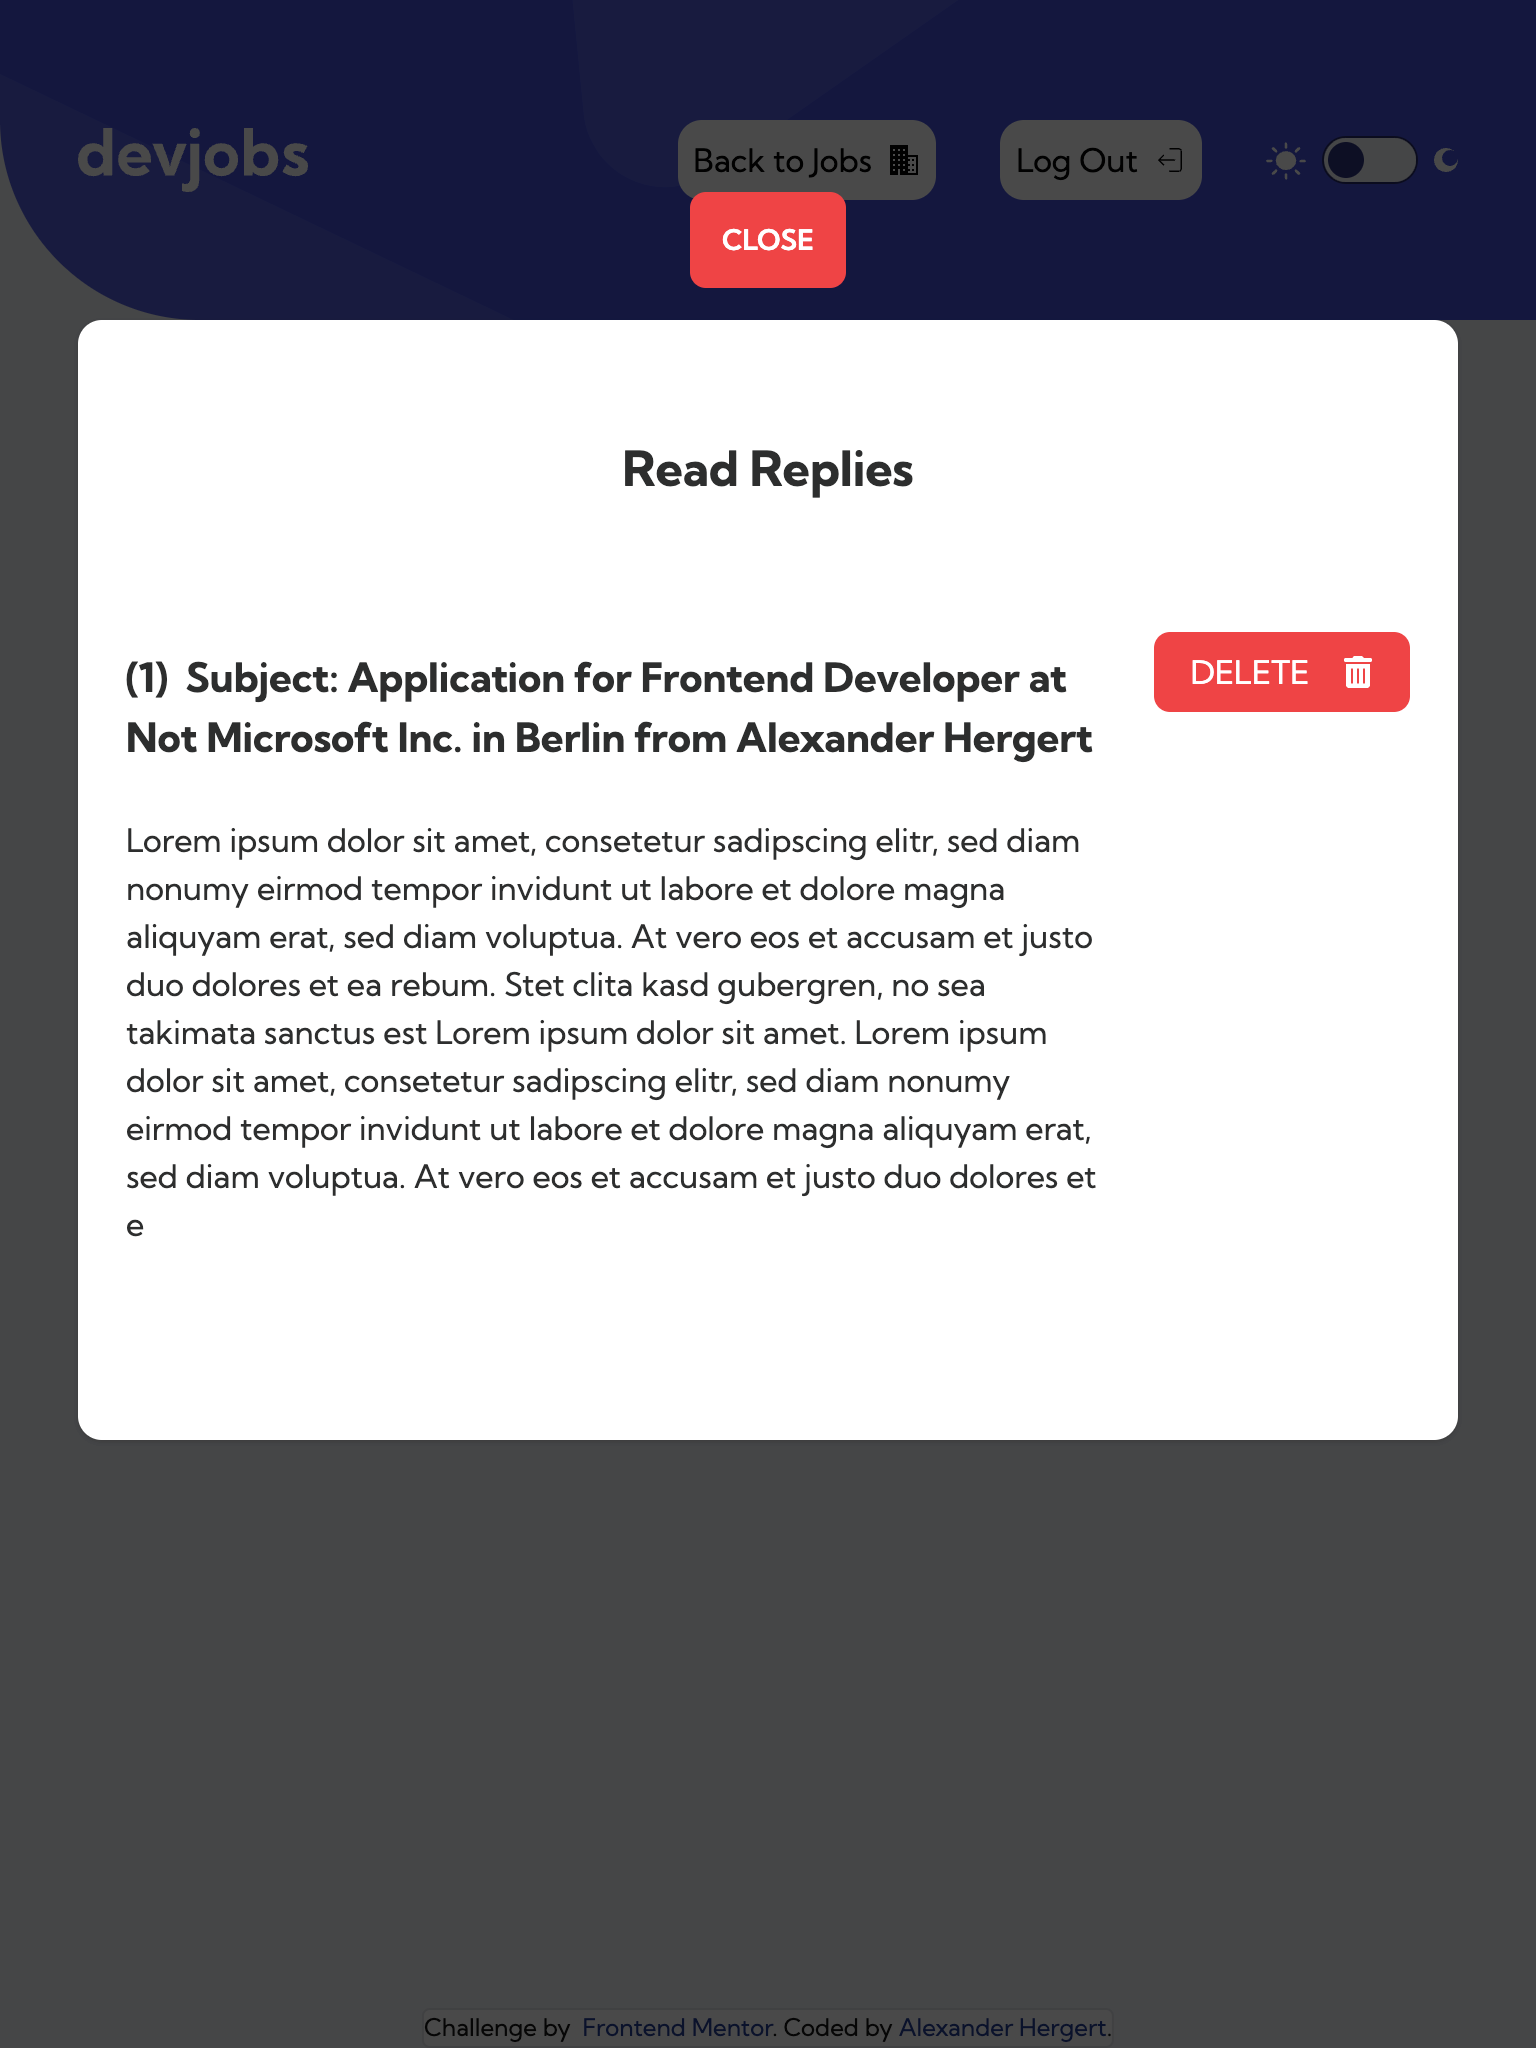 devjobs
Back to Jobs
Log Out
CLOSE
Read Replies
(1) Subject: Application for Frontend Developer at
Not Microsoft Inc. in Berlin from Alexander Hergert
DELETE
Lorem ipsum dolor sit amet, consetetur sadipscing elitr, sed diam
nonumy eirmod tempor invidunt ut labore et dolore magna
aliquyam erat, sed diam voluptua. At vero eos et accusam et justo
duo dolores et ea rebum. Stet clita kasd gubergren, no sea
takimata sanctus est Lorem ipsum dolor sit amet. Lorem ipsum
dolor sit amet, consetetur sadipscing elitr, sed diam nonumy
eirmod tempor invidunt ut labore et dolore magna aliquyam erat,
sed diam voluptua. At vero eos et accusam et justo duo dolores et
e
Challenge by Frontend Mentor. Coded by Alexander Hergert.